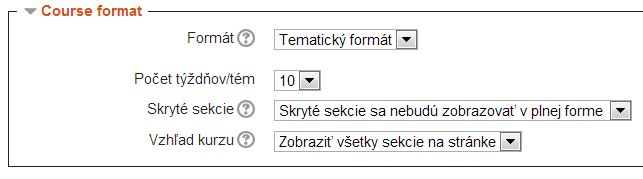 Course format
Formát Tematický formát
Počet týždňov/tém 10
Skryté sekcie Skryté sekcie sa nebudú zobrazovať v plnej forme
Vzhľad kurzu Zobraziť všetky sekcie na stránke